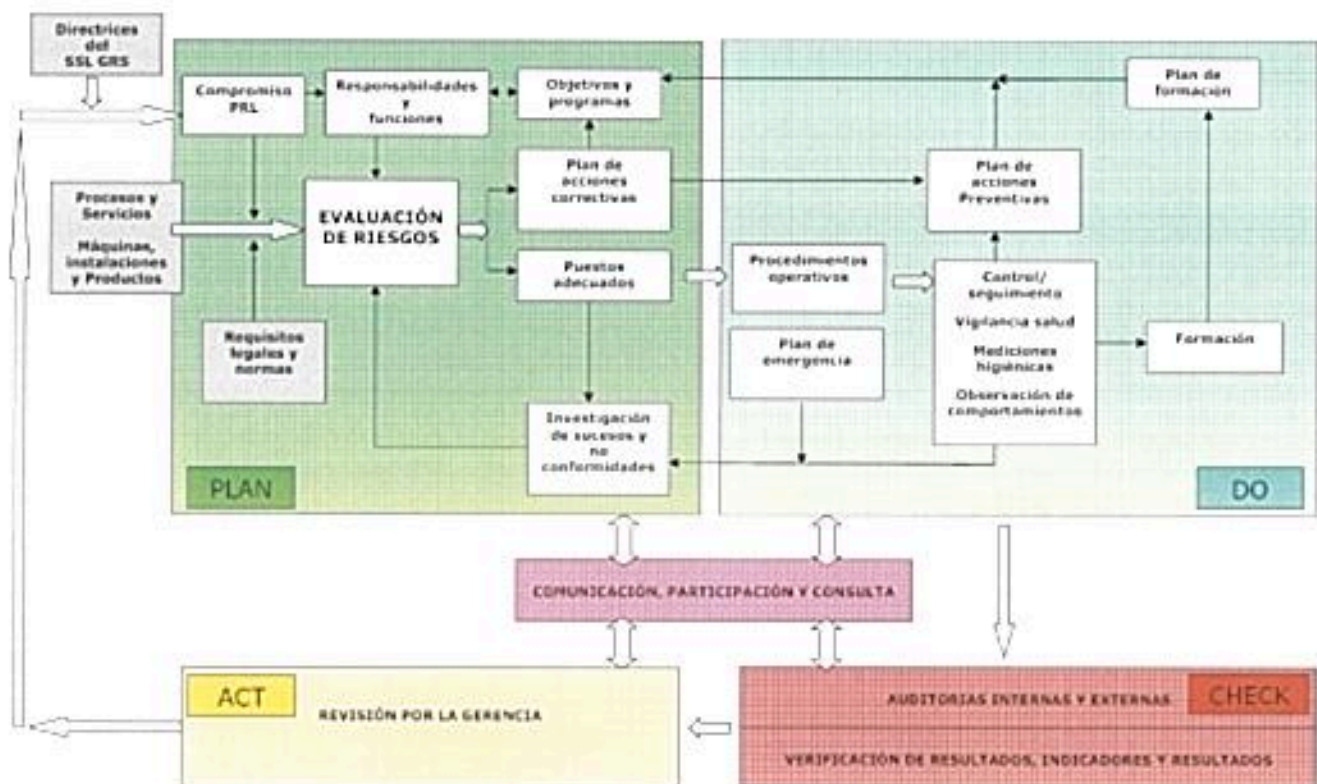 Directrices
del
SSL GRS
Compromiso
PRL
Responsabilidades
y
funciones
Objetivos y
programas
Plan de
formación
Procesos y
Servicios
Máquinas,
instalaciones
y Productos
EVALUACIÓN
DE RIESGOS
Plan de
acciones
correctivas
Plan de
acciones
Preventivas
Puestos
adecuados
Procedimientos
operativos
Control/
seguimiento
Vigilancia salud
Mediciones
higiénicas
Observación de
comportamientos
Formación
Requisitos
legales y
normas
Plan de
emergencia
Investigación
de sucesos y
no
conformidades
PLAN
DO
COMUNICACIÓN, PARTICIPACIÓN Y CONSULTA
ACT
REVISIÓN POR LA GERENCIA
AUDITORIAS INTERNAS Y EXTERNAS
CHECK
VERIFICACIÓN DE RESULTADOS, INDICADORES Y RESULTADOS